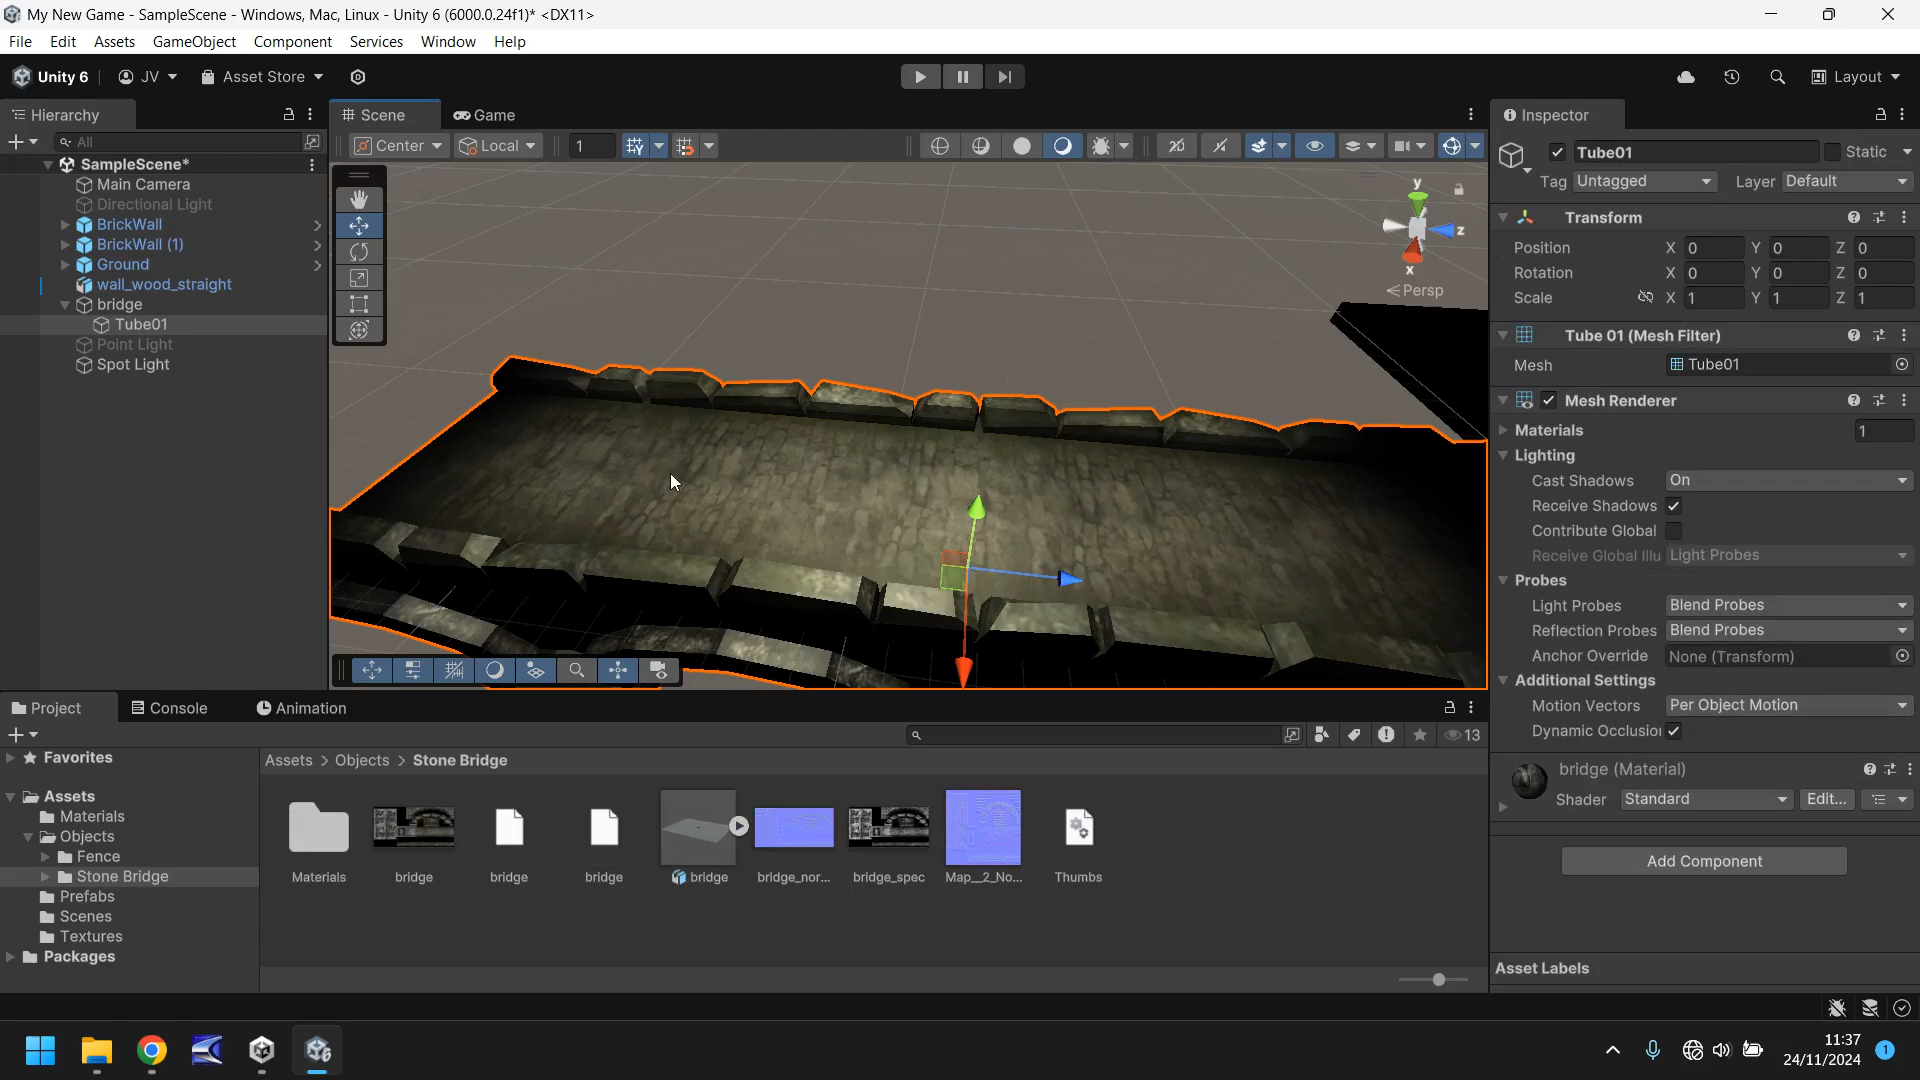 My New Game - SampleScene - Windows, Mac, Linux - Unity 6 (6000.0.24f1)* <DX11>
File Edit Assets GameObject Component Services Window Help
Unity 6 JV Asset Store Layout
Hierarchy
All
SampleScene*
Main Camera
Directional Light
BrickWall
BrickWall (1)
Ground
wall_wood_straight
bridge
Tube01
Point Light
Spot Light
Scene Game
Center Local 1 2D
y
z
x
Persp
Inspector
Tube01 Static
Tag Untagged Layer Default
Transform
Position X 0 Y 0 Z 0
Rotation X 0 Y 0 Z 0
Scale X 1 Y 1 Z 1
Tube 01 (Mesh Filter)
Mesh Tube01
Mesh Renderer
Materials 1
Lighting
Cast Shadows On
Receive Shadows
Contribute Global
Receive Global Illu Light Probes
Probes
Light Probes Blend Probes
Reflection Probes Blend Probes
Anchor Override None (Transform)
Additional Settings
Motion Vectors Per Object Motion
Dynamic Occlusion
bridge (Material)
Shader Standard Edit...
Add Component
Asset Labels
Project Console Animation
13
Favorites
Assets
Materials
Objects
Fence
Stone Bridge
Prefabs
Scenes
Textures
Packages
Assets > Objects > Stone Bridge
Materials bridge bridge bridge bridge bridge_nor... bridge_spec Map__2_No... Thumbs
11:37
24/11/2024
1